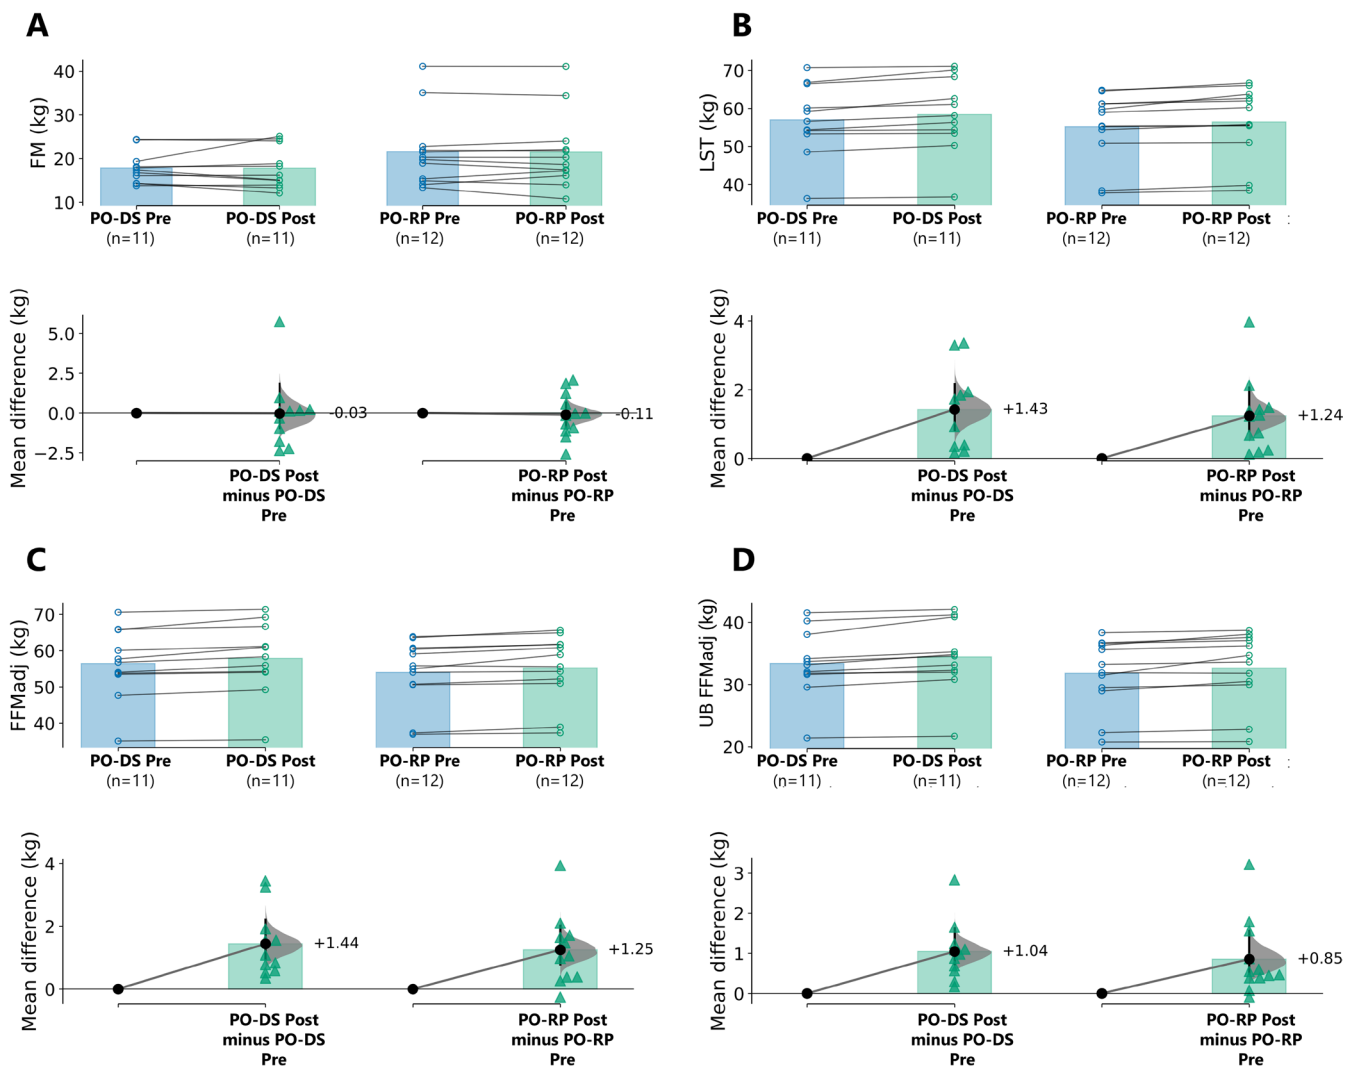 A
FM (kg)
40
30
20
10
PO-DS Pre
(n=11)
PO-DS Post
(n=11)
PO-RP Pre
(n=12)
PO-RP Post
(n=12)
Mean difference (kg)
5.0
2.5
0.0
−2.5
-0.03
-0.11
PO-DS Post
minus PO-DS
Pre
PO-RP Post
minus PO-RP
Pre
B
LST (kg)
70
60
50
40
PO-DS Pre
(n=11)
PO-DS Post
(n=11)
PO-RP Pre
(n=12)
PO-RP Post
(n=12)
Mean difference (kg)
4
2
0
+1.43
+1.24
PO-DS Post
minus PO-DS
Pre
PO-RP Post
minus PO-RP
Pre
C
FFMadj (kg)
70
60
50
40
PO-DS Pre
(n=11)
PO-DS Post
(n=11)
PO-RP Pre
(n=12)
PO-RP Post
(n=12)
Mean difference (kg)
4
2
0
+1.44
+1.25
PO-DS Post
minus PO-DS
Pre
PO-RP Post
minus PO-RP
Pre
D
UB FFMadj (kg)
40
30
20
PO-DS Pre
(n=11)
PO-DS Post
(n=11)
PO-RP Pre
(n=12)
PO-RP Post
(n=12)
Mean difference (kg)
3
2
1
0
+1.04
+0.85
PO-DS Post
minus PO-DS
Pre
PO-RP Post
minus PO-RP
Pre